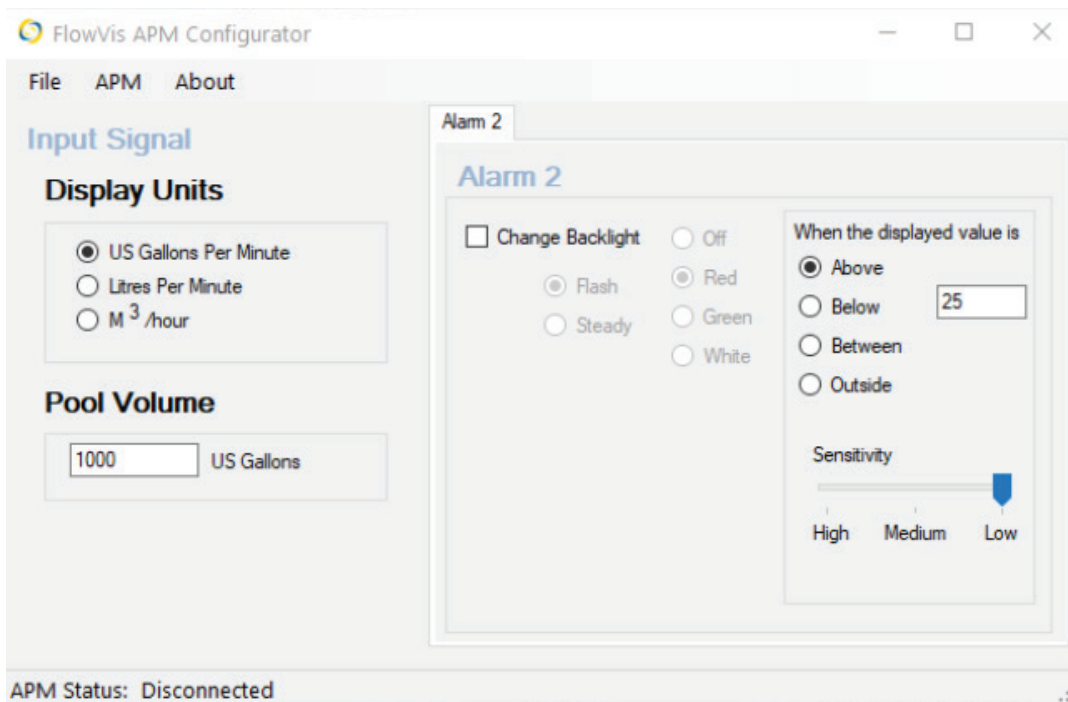 FlowVis APM Configurator
File APM About
Input Signal
Display Units
US Gallons Per Minute
Litres Per Minute
M 3 /hour
Pool Volume
1000 US Gallons
Alarm 2
Alarm 2
Change Backlight
Flash
Steady
Off
Red
Green
White
When the displayed value is
Above
Below
25
Between
Outside
Sensitivity
High Medium Low
APM Status: Disconnected